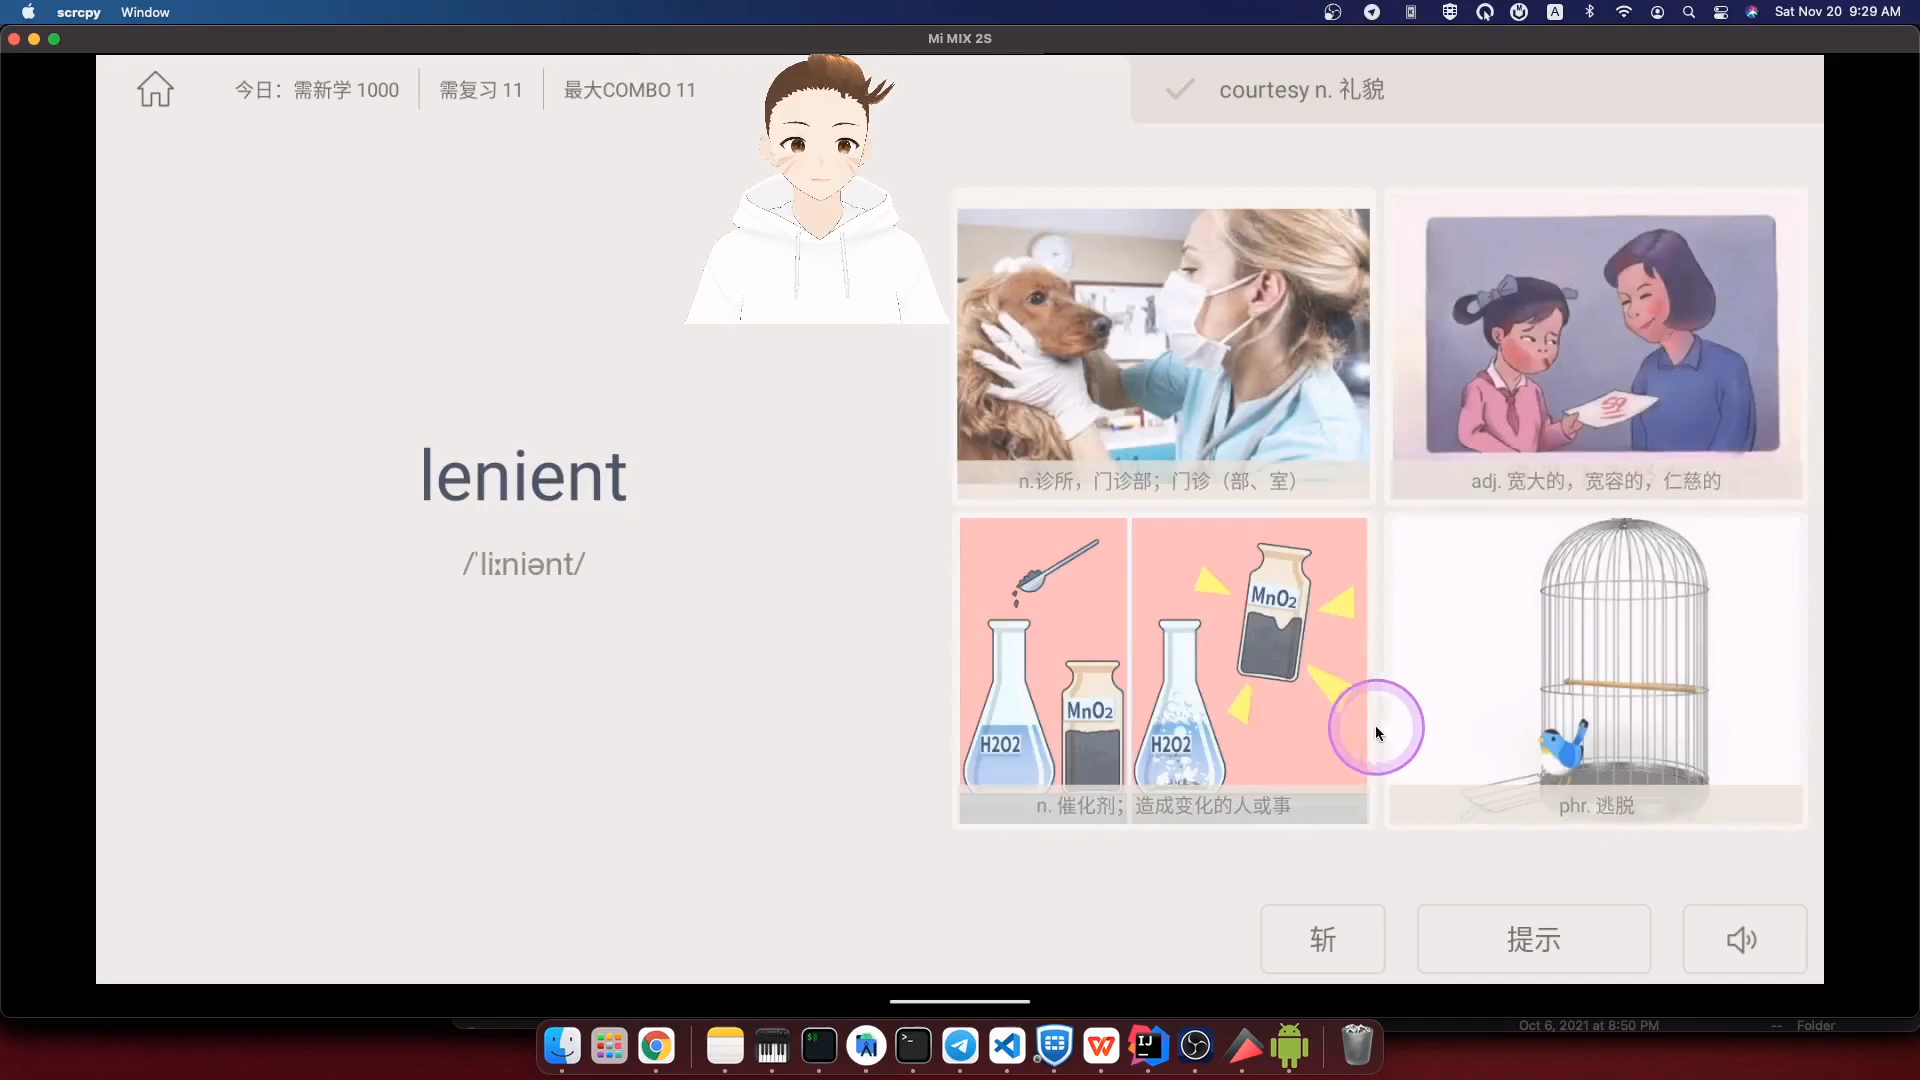 scrcpy Window
A
Sat Nov 20 9:29 AM
Mi MIX 2S
今日：需新学 1000
需复习 11
最大COMBO 11
courtesy n. 礼貌
lenient
/ˈliːniənt/
59
n.诊所，门诊部；门诊（部、室）
adj. 宽大的，宽容的，仁慈的
MnO2
MnO2
H2O2
H2O2
n. 催化剂；造成变化的人或事
phr. 逃脱
斩
提示
Oct 6, 2021 at 8:50 PM -- Folder
IJ